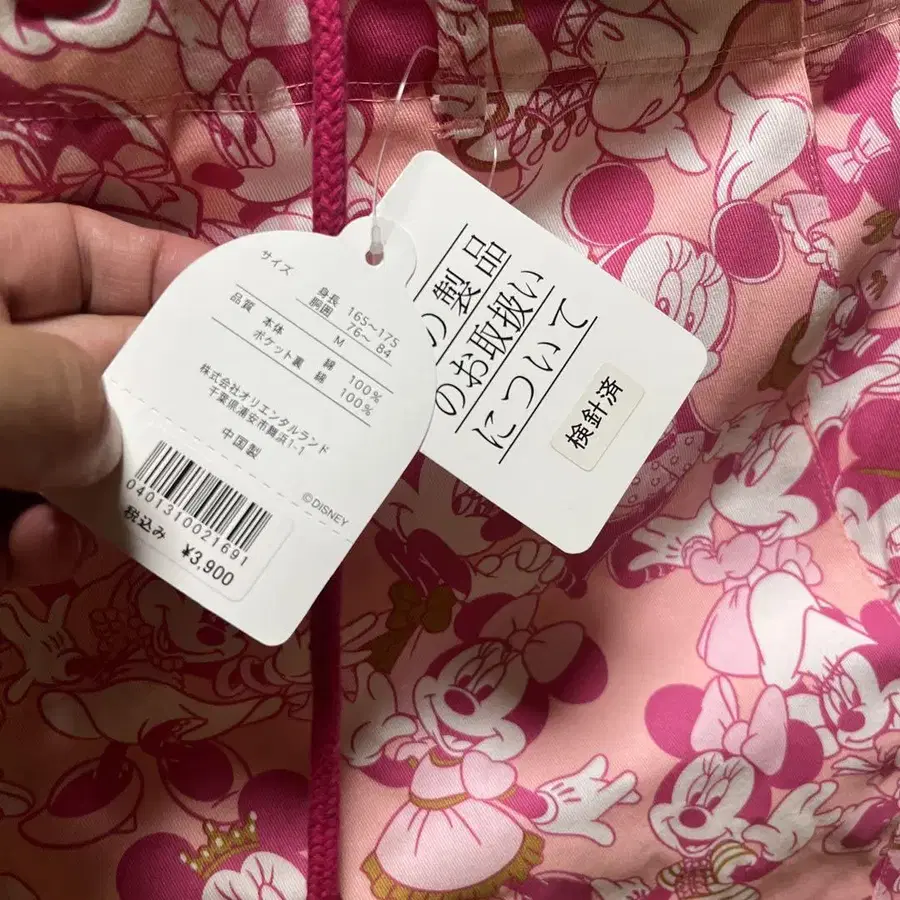 サイズ
身長 165～175
胴囲 76～ 84
M
品質 本体 綿 100%
ポケット裏 綿 100%
株式会社オリエンタルランド
千葉県浦安市舞浜1-1
中国製
©DISNEY
0401310021691
税込み ¥3,900
の製品
のお取扱い
について
検針済